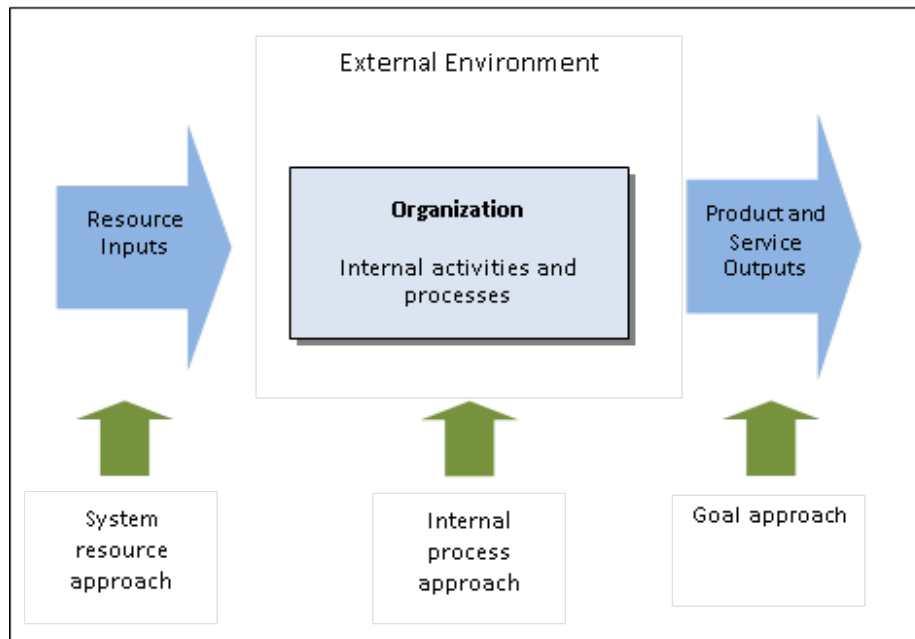 External Environment
Resource
Inputs
Organization
Internal activities and
processes
Product and
Service
Outputs
System
resource
approach
Internal
process
approach
Goal approach